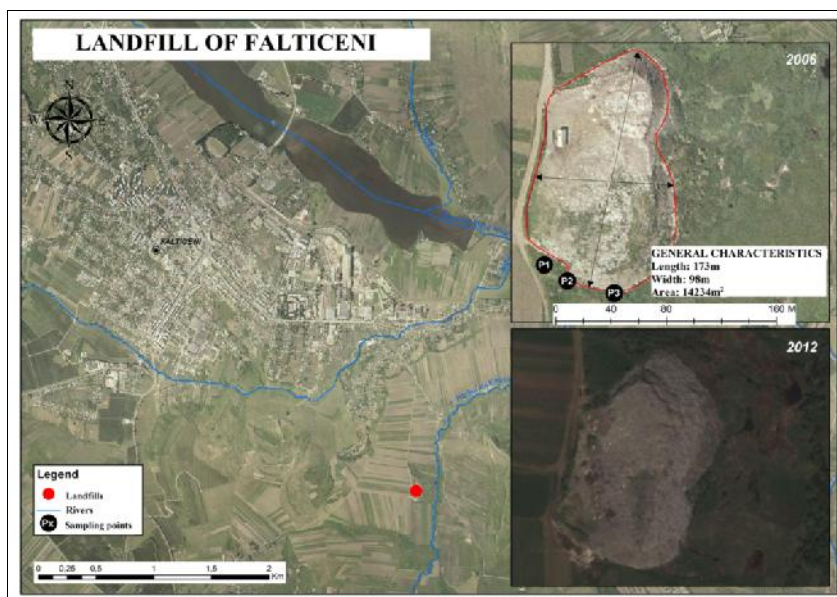 LANDFILL OF FALTICENI
N
W
E
S
FALTICENI
2006
P1
P2
P3
GENERAL CHARACTERISTICS
Length: 173m
Width: 98m
Area: 14234m²
0 40 80 160 M
2012
Legend
Landfills
Rivers
Px Sampling points
0 0,25 0,5 1 1,5 2
Km